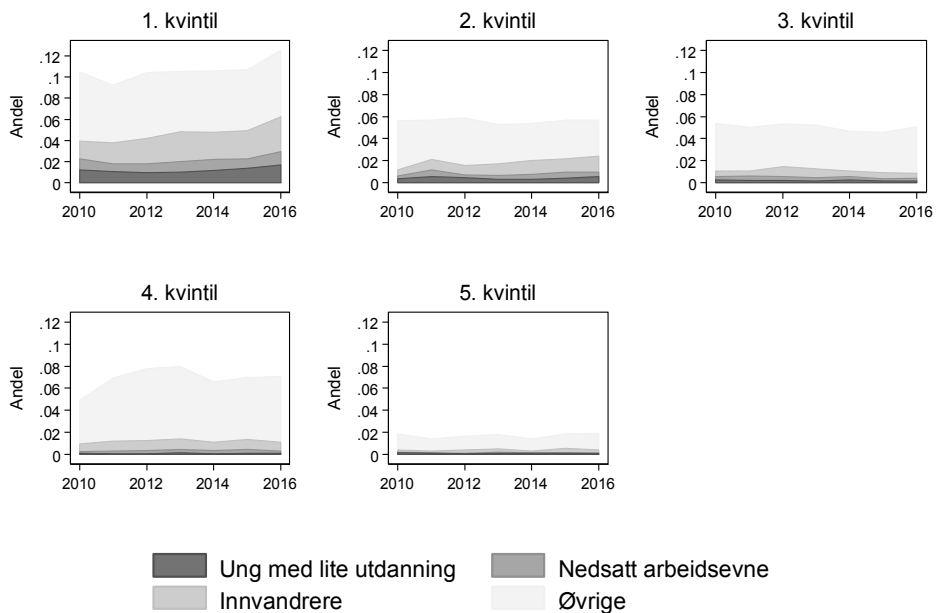 1. kvintil
Andel
.12
.1
.08
.06
.04
.02
0
2010 2012 2014 2016
2. kvintil
Andel
.12
.1
.08
.06
.04
.02
0
2010 2012 2014 2016
3. kvintil
Andel
.12
.1
.08
.06
.04
.02
0
2010 2012 2014 2016
4. kvintil
Andel
.12
.1
.08
.06
.04
.02
0
2010 2012 2014 2016
5. kvintil
Andel
.12
.1
.08
.06
.04
.02
0
2010 2012 2014 2016
Ung med lite utdanning Nedsatt arbeidsevne
Innvandrere Øvrige